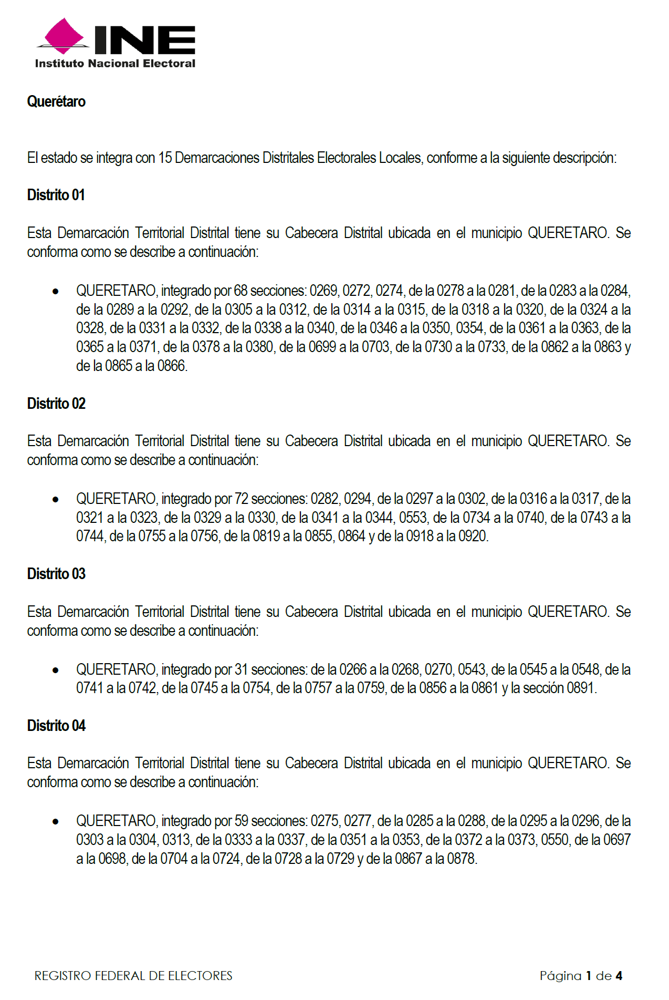 INE
Instituto Nacional Electoral
Querétaro
El estado se integra con 15 Demarcaciones Distritales Electorales Locales, conforme a la siguiente descripción:
Distrito 01
Esta Demarcación Territorial Distrital tiene su Cabecera Distrital ubicada en el municipio QUERETARO. Se
conforma como se describe a continuación:
● QUERETARO, integrado por 68 secciones: 0269, 0272, 0274, de la 0278 a la 0281, de la 0283 a la 0284,
de la 0289 a la 0292, de la 0305 a la 0312, de la 0314 a la 0315, de la 0318 a la 0320, de la 0324 a la
0328, de la 0331 a la 0332, de la 0338 a la 0340, de la 0346 a la 0350, 0354, de la 0361 a la 0363, de la
0365 a la 0371, de la 0378 a la 0380, de la 0699 a la 0703, de la 0730 a la 0733, de la 0862 a la 0863 y
de la 0865 a la 0866.
Distrito 02
Esta Demarcación Territorial Distrital tiene su Cabecera Distrital ubicada en el municipio QUERETARO. Se
conforma como se describe a continuación:
● QUERETARO, integrado por 72 secciones: 0282, 0294, de la 0297 a la 0302, de la 0316 a la 0317, de la
0321 a la 0323, de la 0329 a la 0330, de la 0341 a la 0344, 0553, de la 0734 a la 0740, de la 0743 a la
0744, de la 0755 a la 0756, de la 0819 a la 0855, 0864 y de la 0918 a la 0920.
Distrito 03
Esta Demarcación Territorial Distrital tiene su Cabecera Distrital ubicada en el municipio QUERETARO. Se
conforma como se describe a continuación:
● QUERETARO, integrado por 31 secciones: de la 0266 a la 0268, 0270, 0543, de la 0545 a la 0548, de la
0741 a la 0742, de la 0745 a la 0754, de la 0757 a la 0759, de la 0856 a la 0861 y la sección 0891.
Distrito 04
Esta Demarcación Territorial Distrital tiene su Cabecera Distrital ubicada en el municipio QUERETARO. Se
conforma como se describe a continuación:
● QUERETARO, integrado por 59 secciones: 0275, 0277, de la 0285 a la 0288, de la 0295 a la 0296, de la
0303 a la 0304, 0313, de la 0333 a la 0337, de la 0351 a la 0353, de la 0372 a la 0373, 0550, de la 0697
a la 0698, de la 0704 a la 0724, de la 0728 a la 0729 y de la 0867 a la 0878.
REGISTRO FEDERAL DE ELECTORES
Página 1 de 4